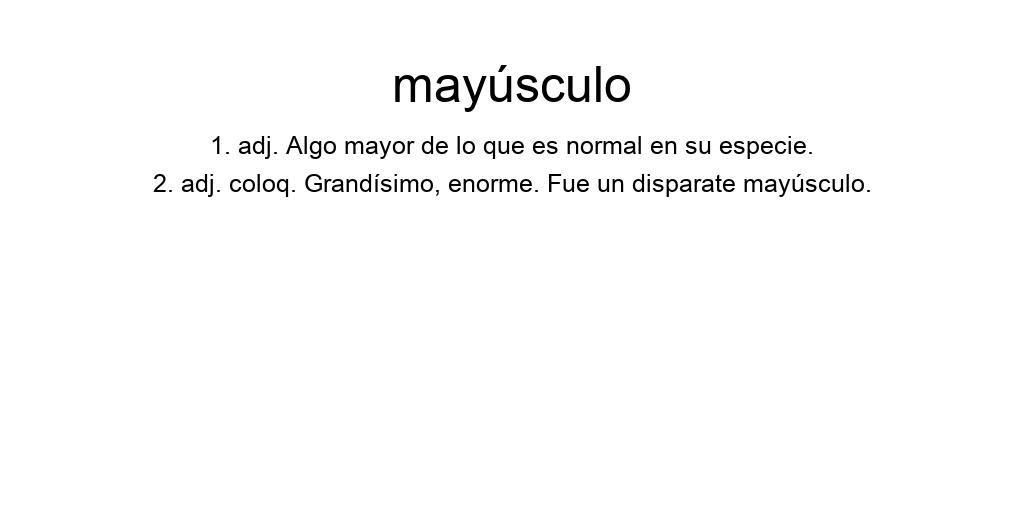 mayúsculo
1. adj. Algo mayor de lo que es normal en su especie.
2. adj. coloq. Grandísimo, enorme. Fue un disparate mayúsculo.